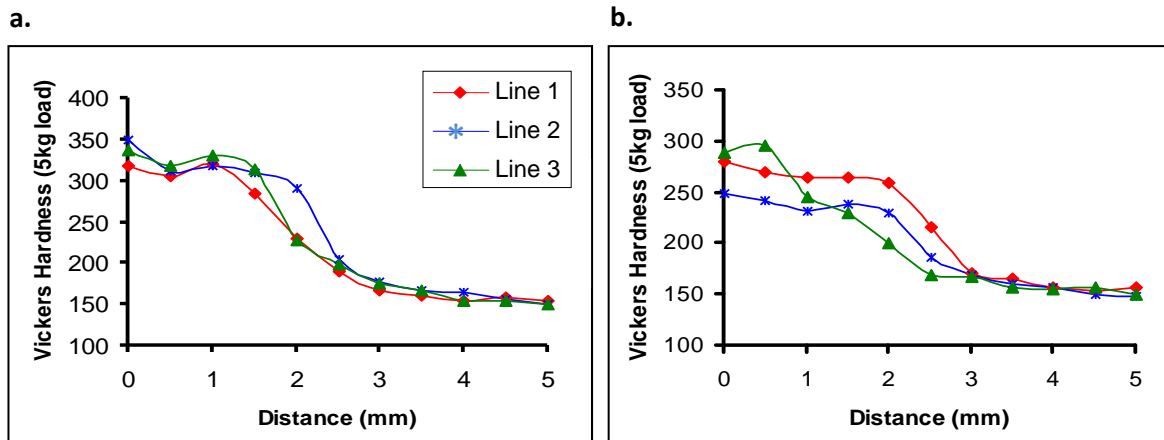 a.
b.
Vickers Hardness (5kg load)
400
350
300
250
200
150
100
0 1 2 3 4 5
Distance (mm)
Line 1
Line 2
Line 3
Vickers Hardness (5kg load)
350
300
250
200
150
100
0 1 2 3 4 5
Distance (mm)